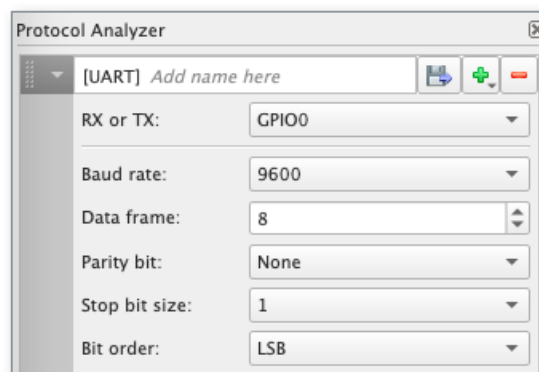 Protocol Analyzer
[UART] Add name here
RX or TX: GPIO0
Baud rate: 9600
Data frame: 8
Parity bit: None
Stop bit size: 1
Bit order: LSB